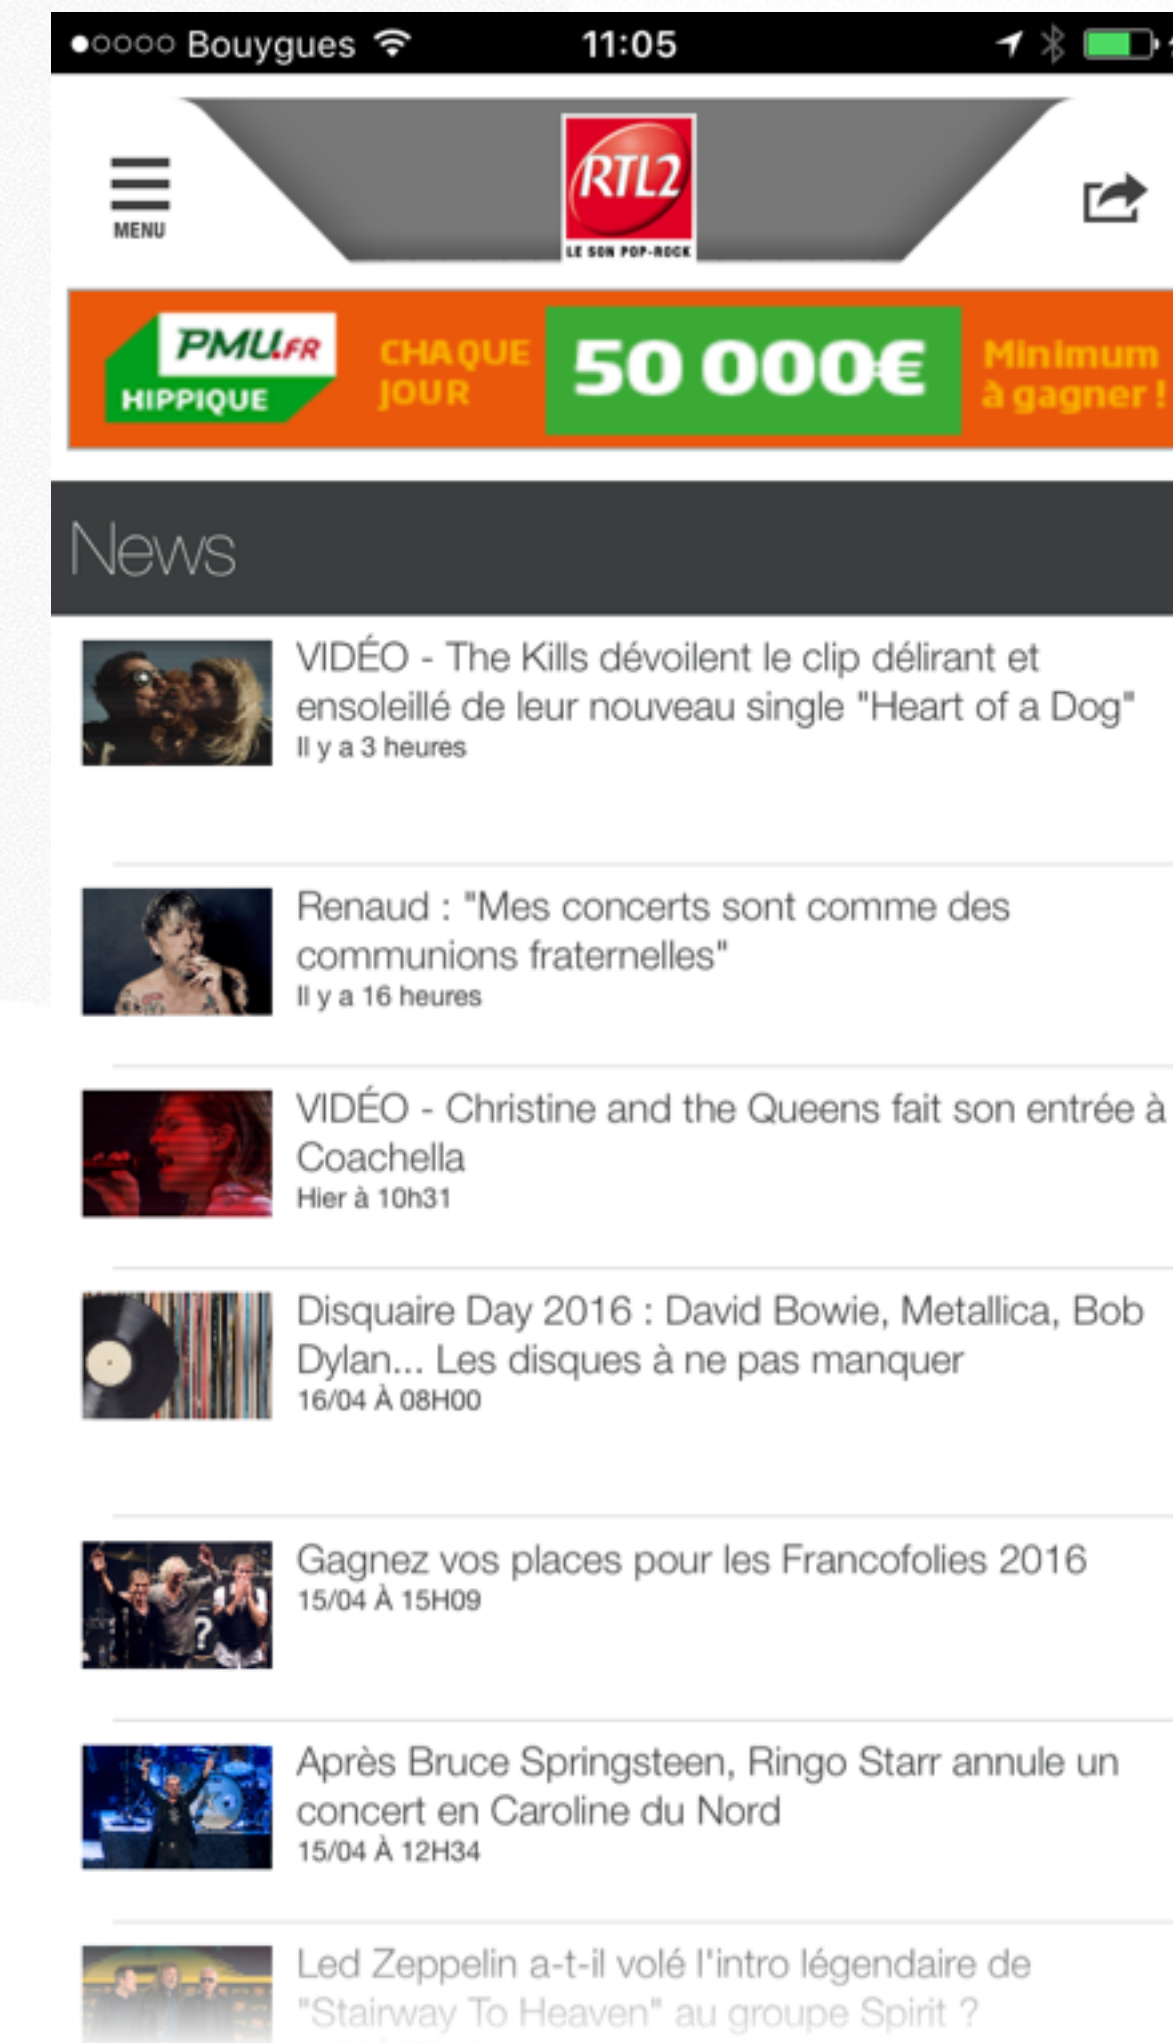 Bouygues 11:05
MENU
RTL2
LE SON POP-ROCK
PMU.FR
HIPPIQUE
CHAQUE
JOUR
50 000€
Minimum
à gagner !
News
VIDÉO - The Kills dévoilent le clip délirant et
ensoleillé de leur nouveau single "Heart of a Dog"
Il y a 3 heures
Renaud : "Mes concerts sont comme des
communions fraternelles"
Il y a 16 heures
VIDÉO - Christine and the Queens fait son entrée à
Coachella
Hier à 10h31
Disquaire Day 2016 : David Bowie, Metallica, Bob
Dylan... Les disques à ne pas manquer
16/04 À 08H00
Gagnez vos places pour les Francofolies 2016
15/04 À 15H09
?
Après Bruce Springsteen, Ringo Starr annule un
concert en Caroline du Nord
15/04 À 12H34
Led Zeppelin a-t-il volé l'intro légendaire de
"Stairway To Heaven" au groupe Spirit ?